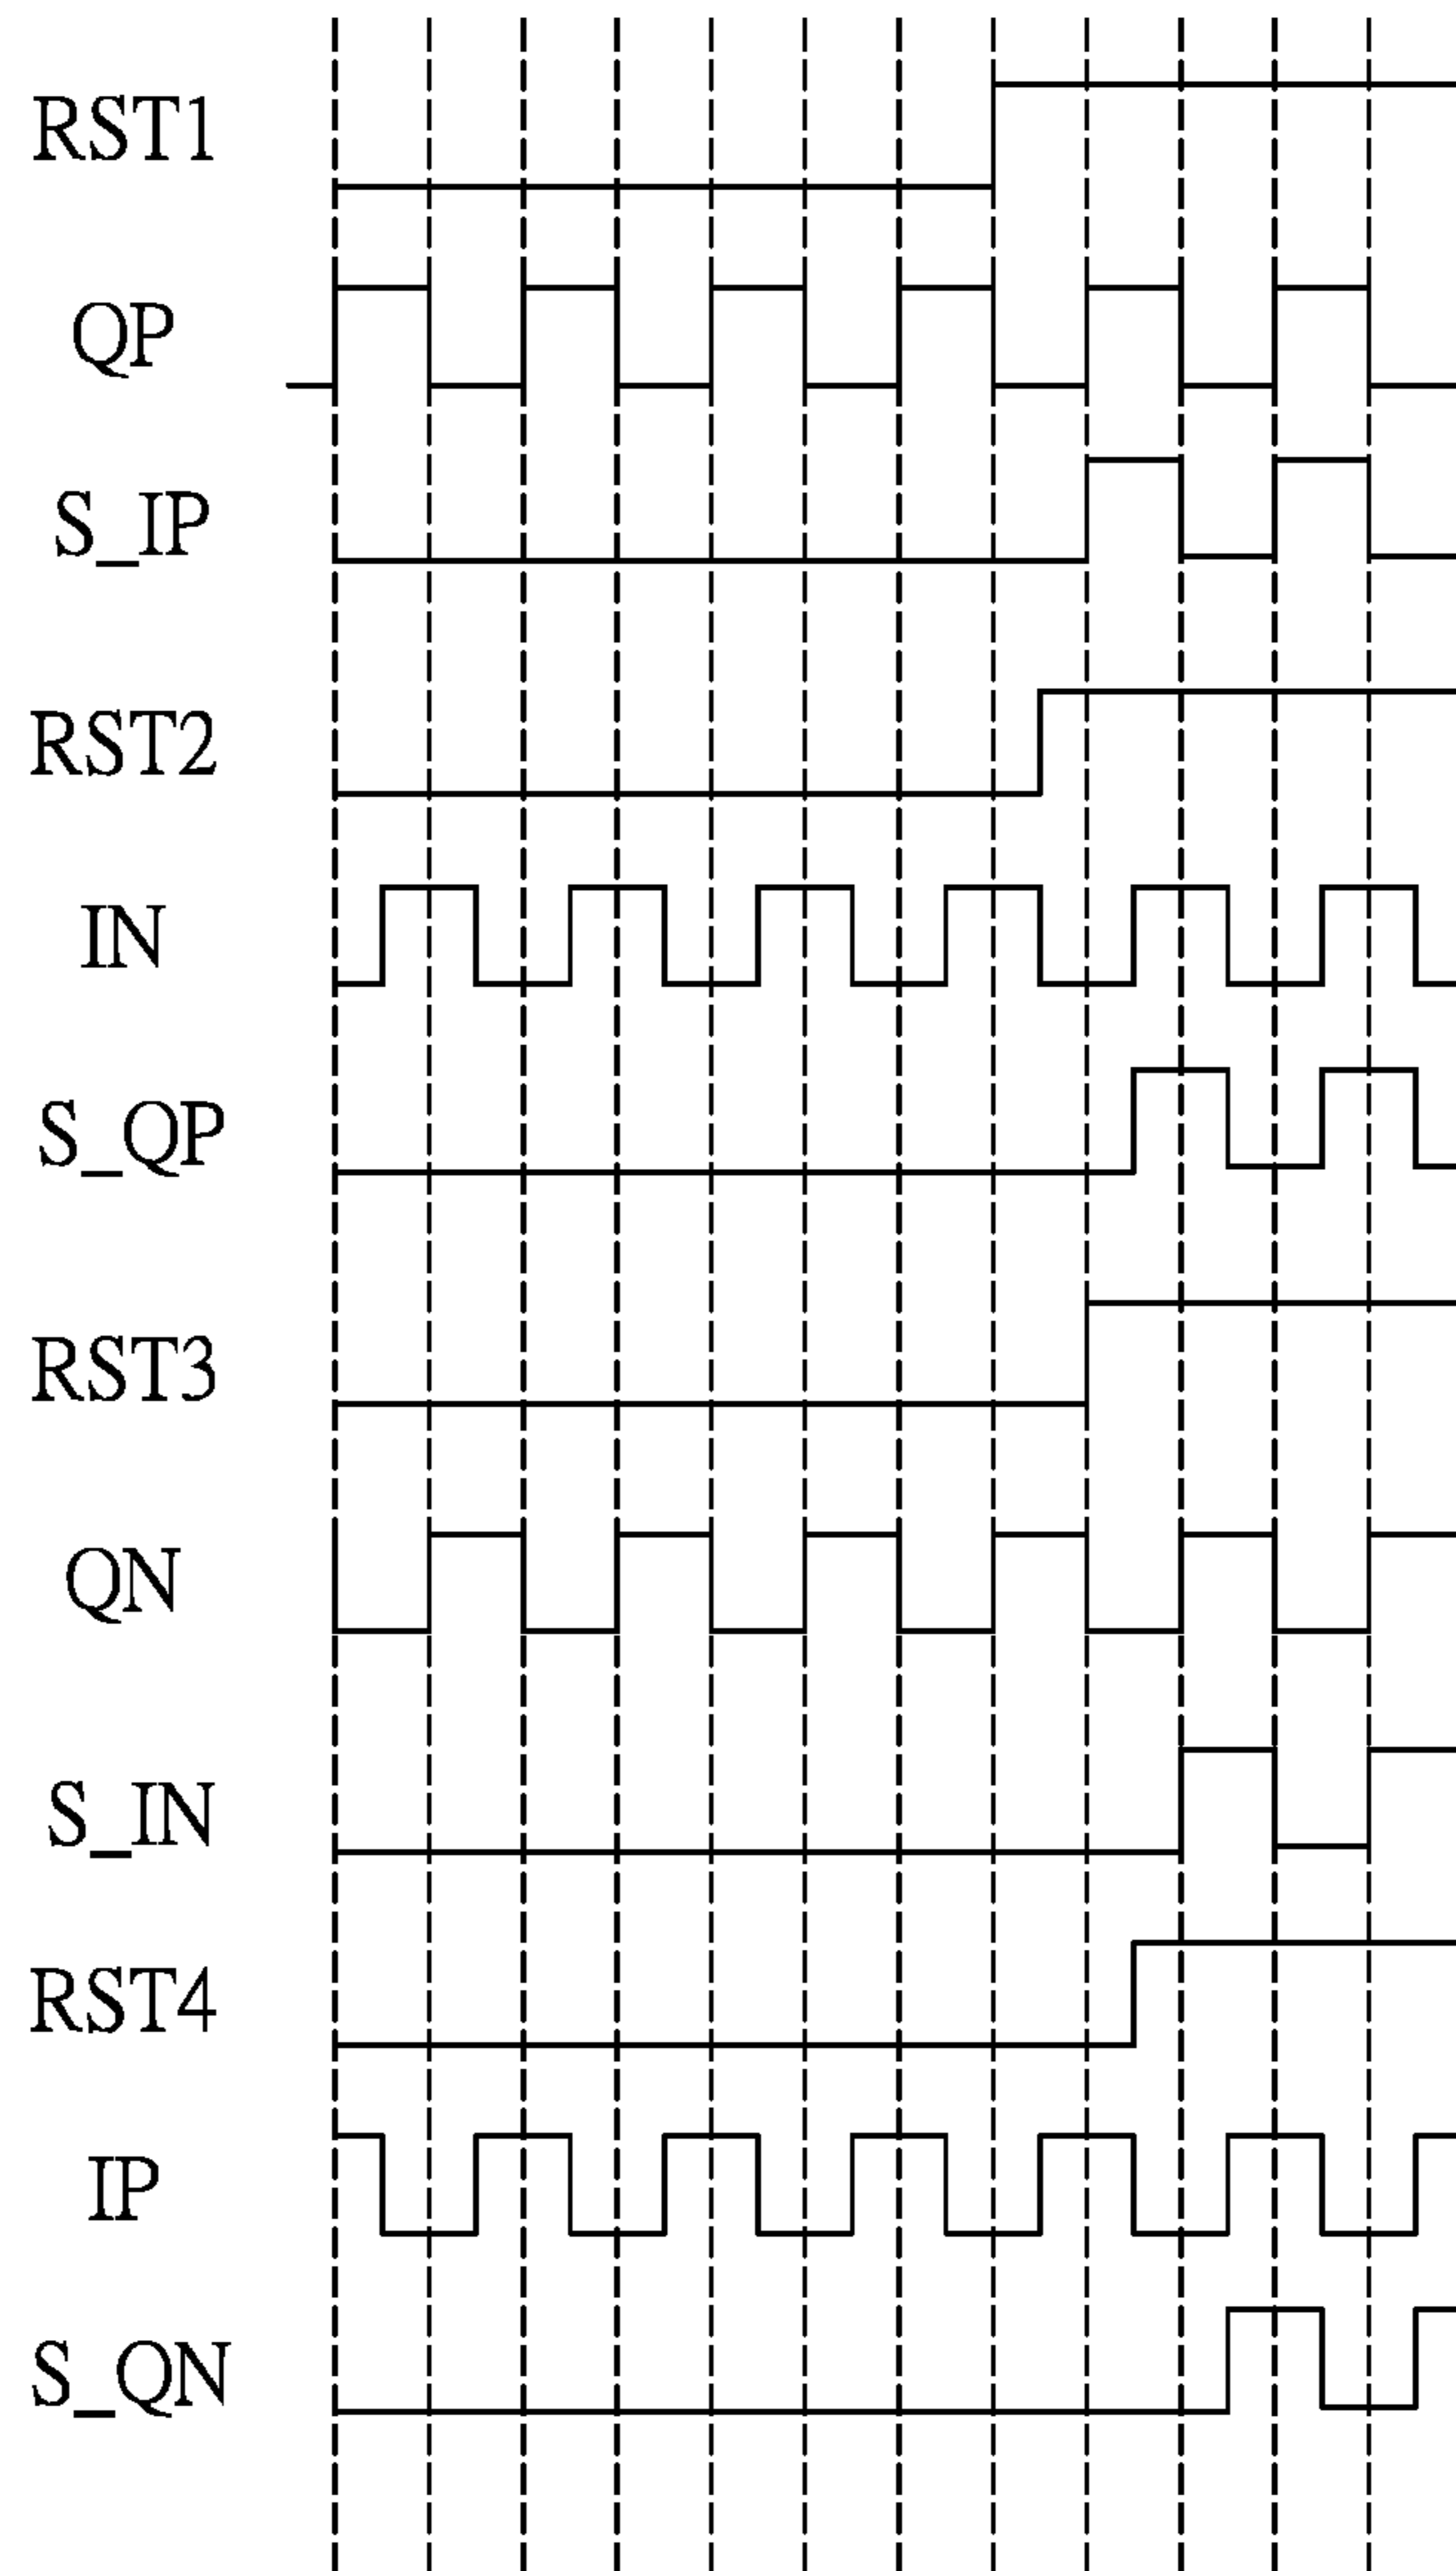 RST1
QP
S_IP
RST2
IN
S_QP
RST3
QN
S_IN
RST4
IP
S_QN